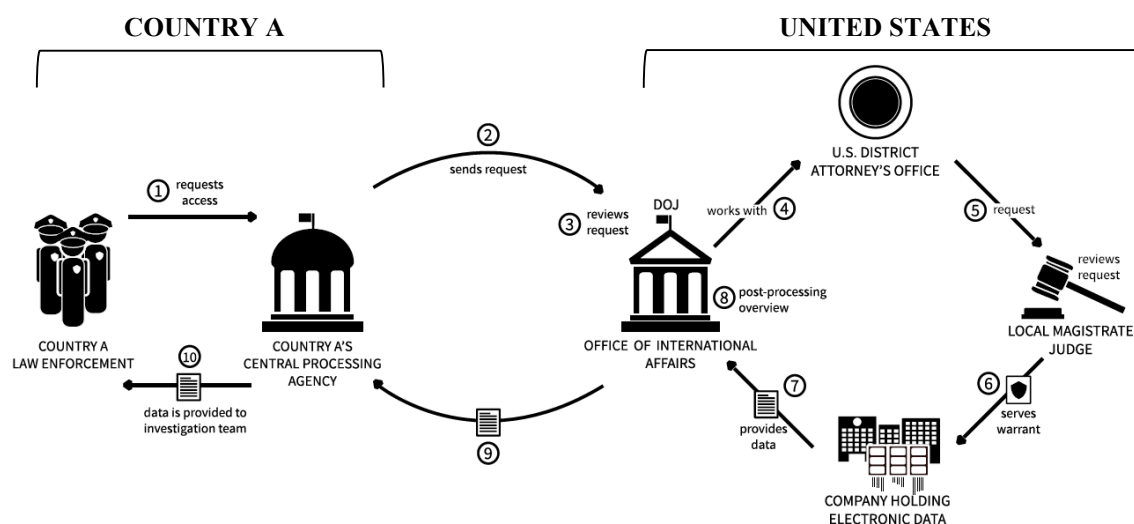 COUNTRY A
UNITED STATES
1 requests
access
2
sends request
3 reviews
request
DOJ
works with 4
U.S. DISTRICT
ATTORNEY'S OFFICE
5 request
reviews
request
8 post-processing
overview
COUNTRY A
LAW ENFORCEMENT
COUNTRY A'S
CENTRAL PROCESSING
AGENCY
OFFICE OF INTERNATIONAL
AFFAIRS
LOCAL MAGISTRATE
JUDGE
10
data is provided to
investigation team
9
7
provides
data
6
serves
warrant
COMPANY HOLDING
ELECTRONIC DATA